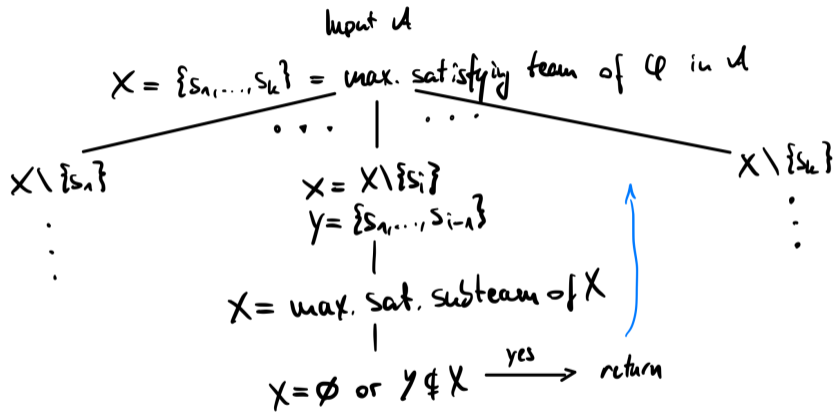 Input A
X = {s₁,...,sₖ} = max. satisfying team of φ in A
... ...
X \ {s₁} X = X \ {sᵢ} X \ {sₖ}
Y = {s₁,...,sᵢ₋₁}
X = max. sat. subteam of X
X = ∅ or Y ⊄ X yes return